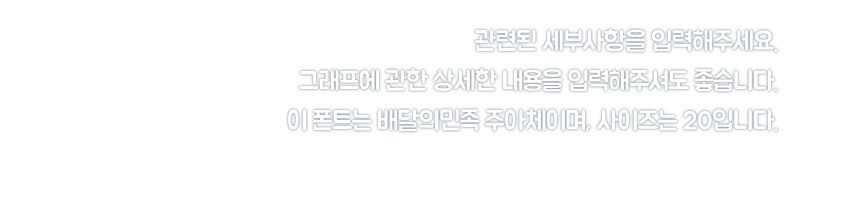 관련된 세부사항을 입력해주세요.
그래프에 관한 상세한 내용을 입력해주셔도 좋습니다.
이 폰트는 배달의민족 주아체이며, 사이즈는 20입니다.